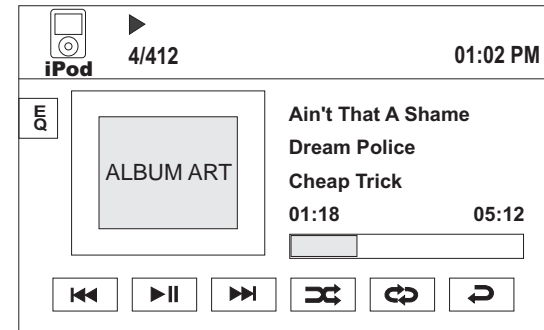 iPod
4/412
01:02 PM
EQ
ALBUM ART
Ain't That A Shame
Dream Police
Cheap Trick
01:18 05:12